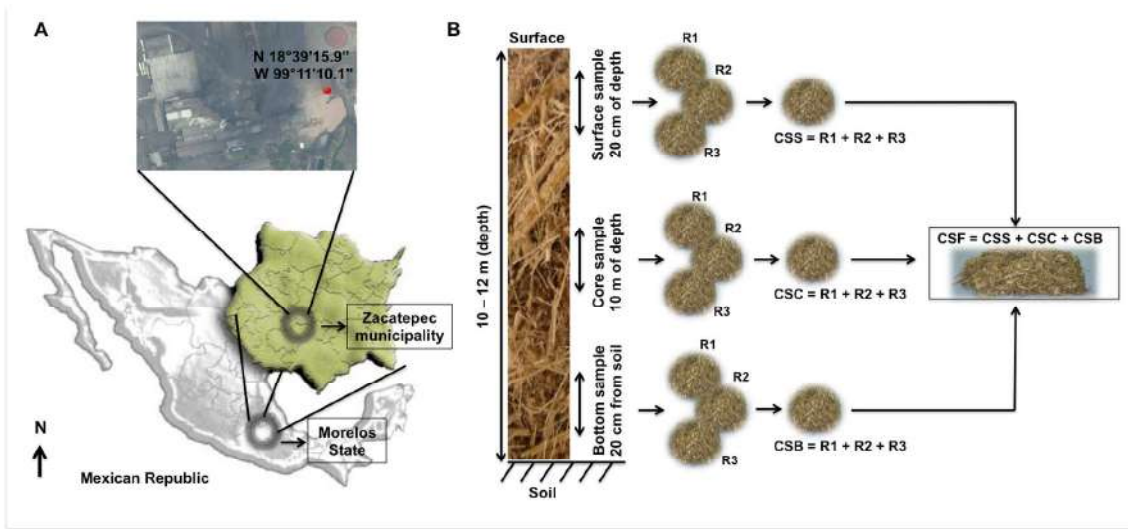 A
N 18°39'15.9"
W 99°11'10.1"
Zacatepec
municipality
Morelos
State
N
Mexican Republic
B
Surface
10 – 12 m (depth)
Soil
Surface sample
20 cm of depth
R1
R2
R3
CSS = R1 + R2 + R3
Core sample
10 m of depth
R1
R2
R3
CSC = R1 + R2 + R3
Bottom sample
20 cm from soil
R1
R2
R3
CSB = R1 + R2 + R3
CSF = CSS + CSC + CSB